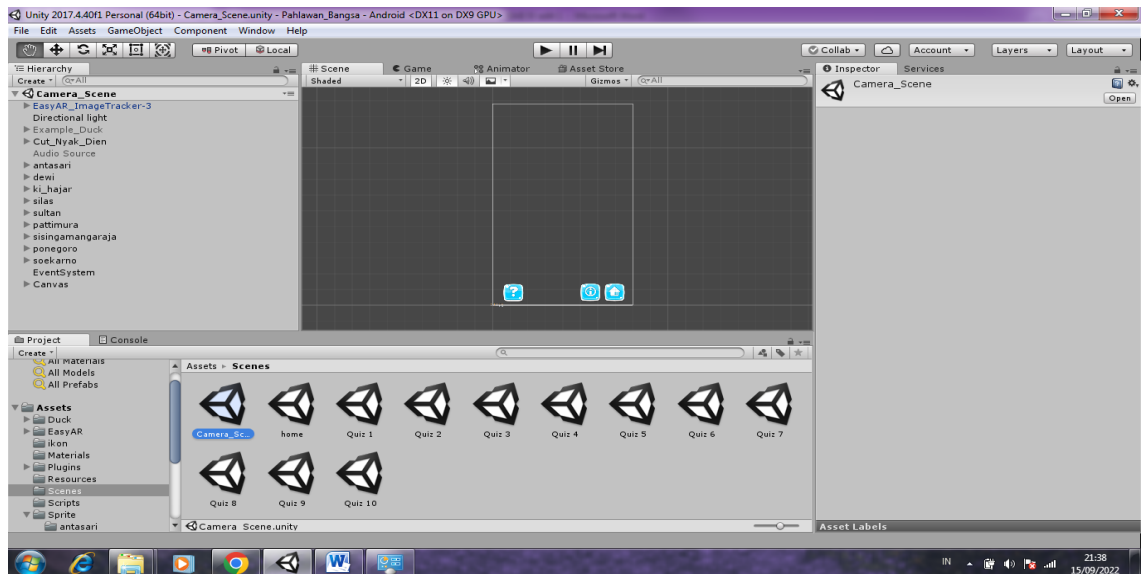 Unity 2017.4.40f1 Personal (64bit) - Camera_Scene.unity - Pahlawan_Bangsa - Android <DX11 on DX9 GPU>
File Edit Assets GameObject Component Window Help
Pivot Local Collab Account Layers Layout
Hierarchy Scene Game Animator Asset Store Inspector Services
Create All Shaded 2D Gizmos All
Camera_Scene Camera_Scene
Open
EasyAR_ImageTracker-3
Directional light
Example_Duck
Cut_Nyak_Dien
Audio Source
antasari
dewi
ki_hajar
silas
sultan
pattimura
sisingamangaraja
ponegoro
soekarno
EventSystem
Canvas
Project Console
Create
All Materials
All Models
All Prefabs
Assets
Duck
EasyAR
ikon
Materials
Plugins
Resources
Scenes
Scripts
Sprite
antasari
Assets Scenes
Camera_Sc... home Quiz 1 Quiz 2 Quiz 3 Quiz 4 Quiz 5 Quiz 6 Quiz 7
Quiz 8 Quiz 9 Quiz 10
Camera_Scene.unity
Asset Labels
IN 21:38
15/09/2022